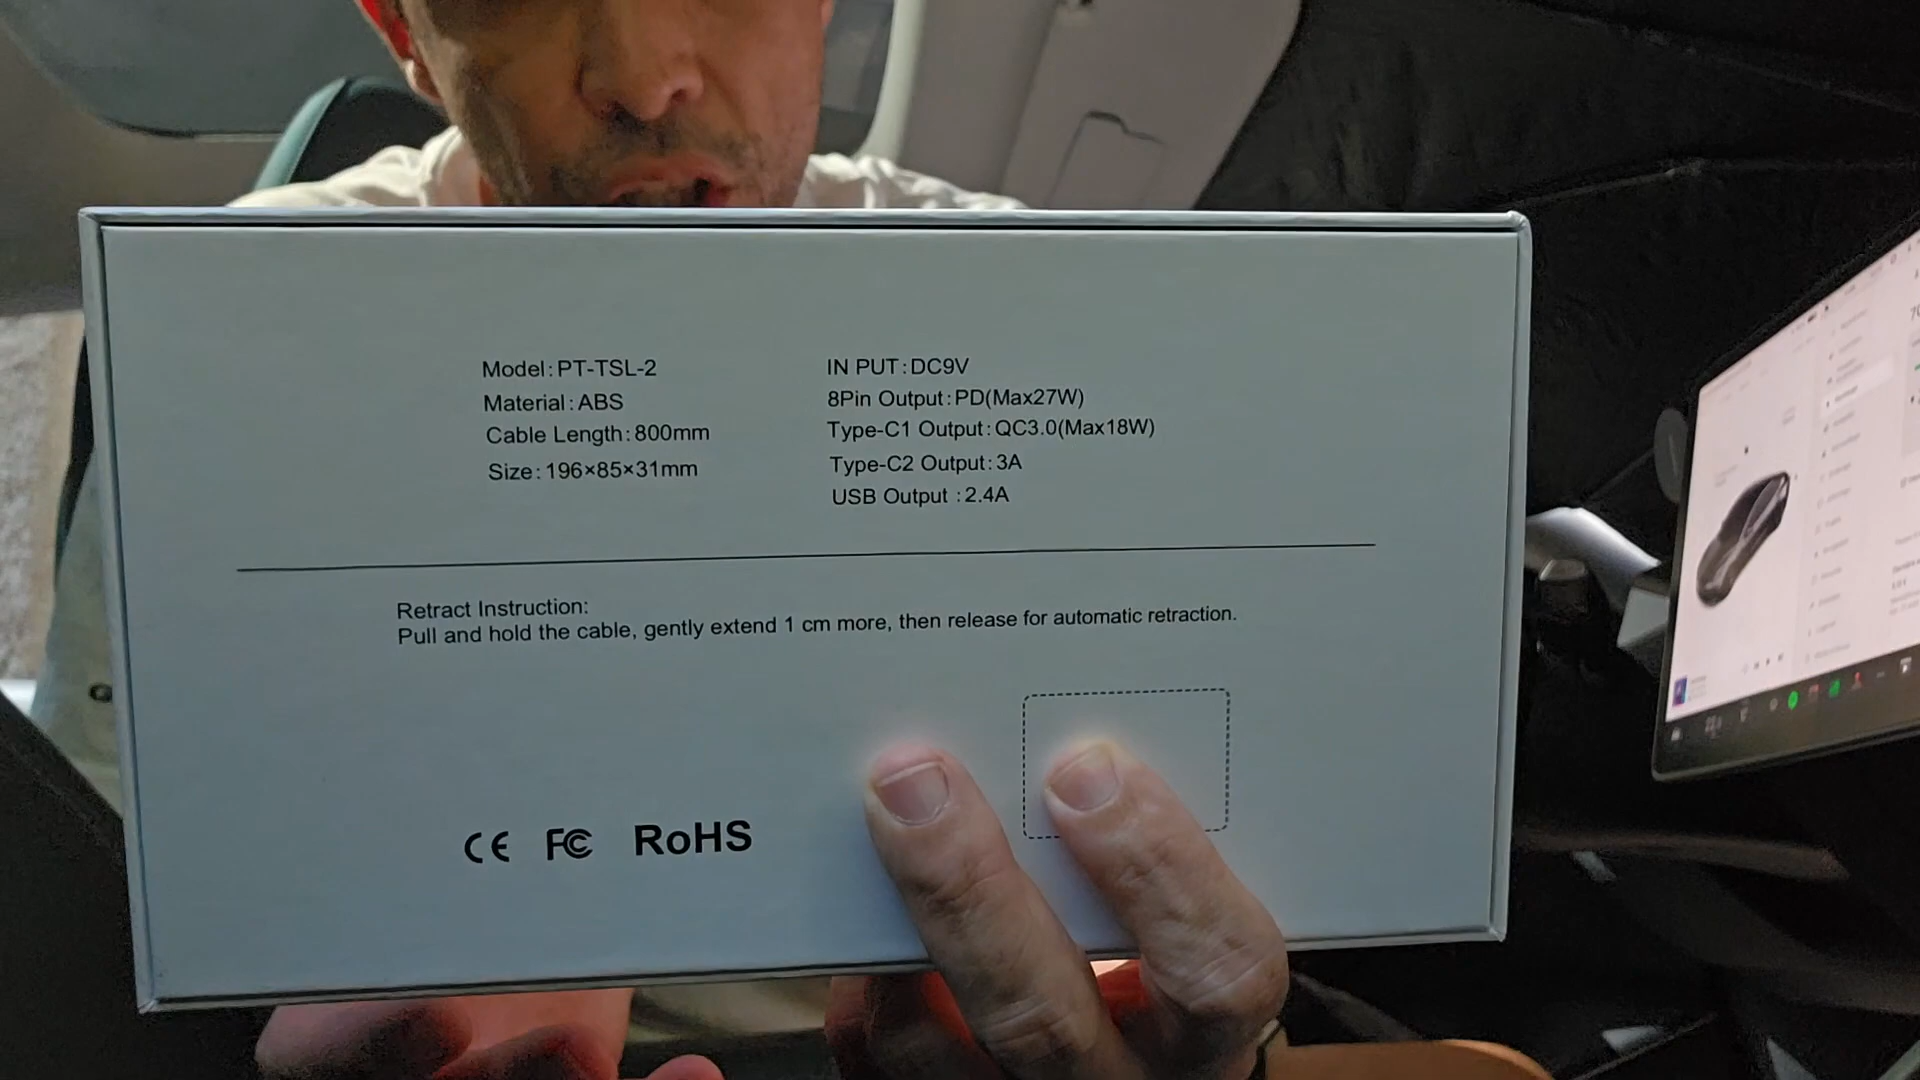 Model:PT-TSL-2
Material:ABS
Cable Length:800mm
Size:196×85×31mm
IN PUT:DC9V
8Pin Output:PD(Max27W)
Type-C1 Output:QC3.0(Max18W)
Type-C2 Output:3A
USB Output :2.4A
Retract Instruction:
Pull and hold the cable, gently extend 1 cm more, then release for automatic retraction.
CE FC RoHS